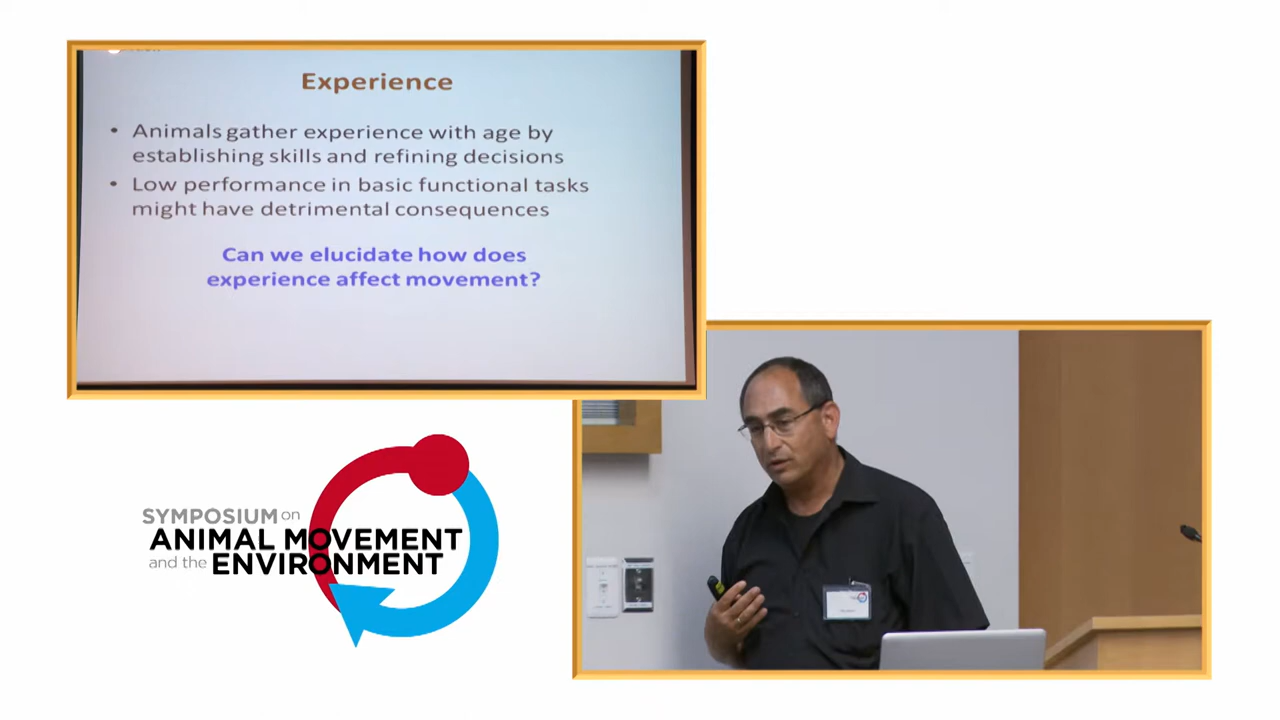 Experience
• Animals gather experience with age by
establishing skills and refining decisions
• Low performance in basic functional tasks
might have detrimental consequences
Can we elucidate how does
experience affect movement?
SYMPOSIUM on
ANIMAL MOVEMENT
and the ENVIRONMENT